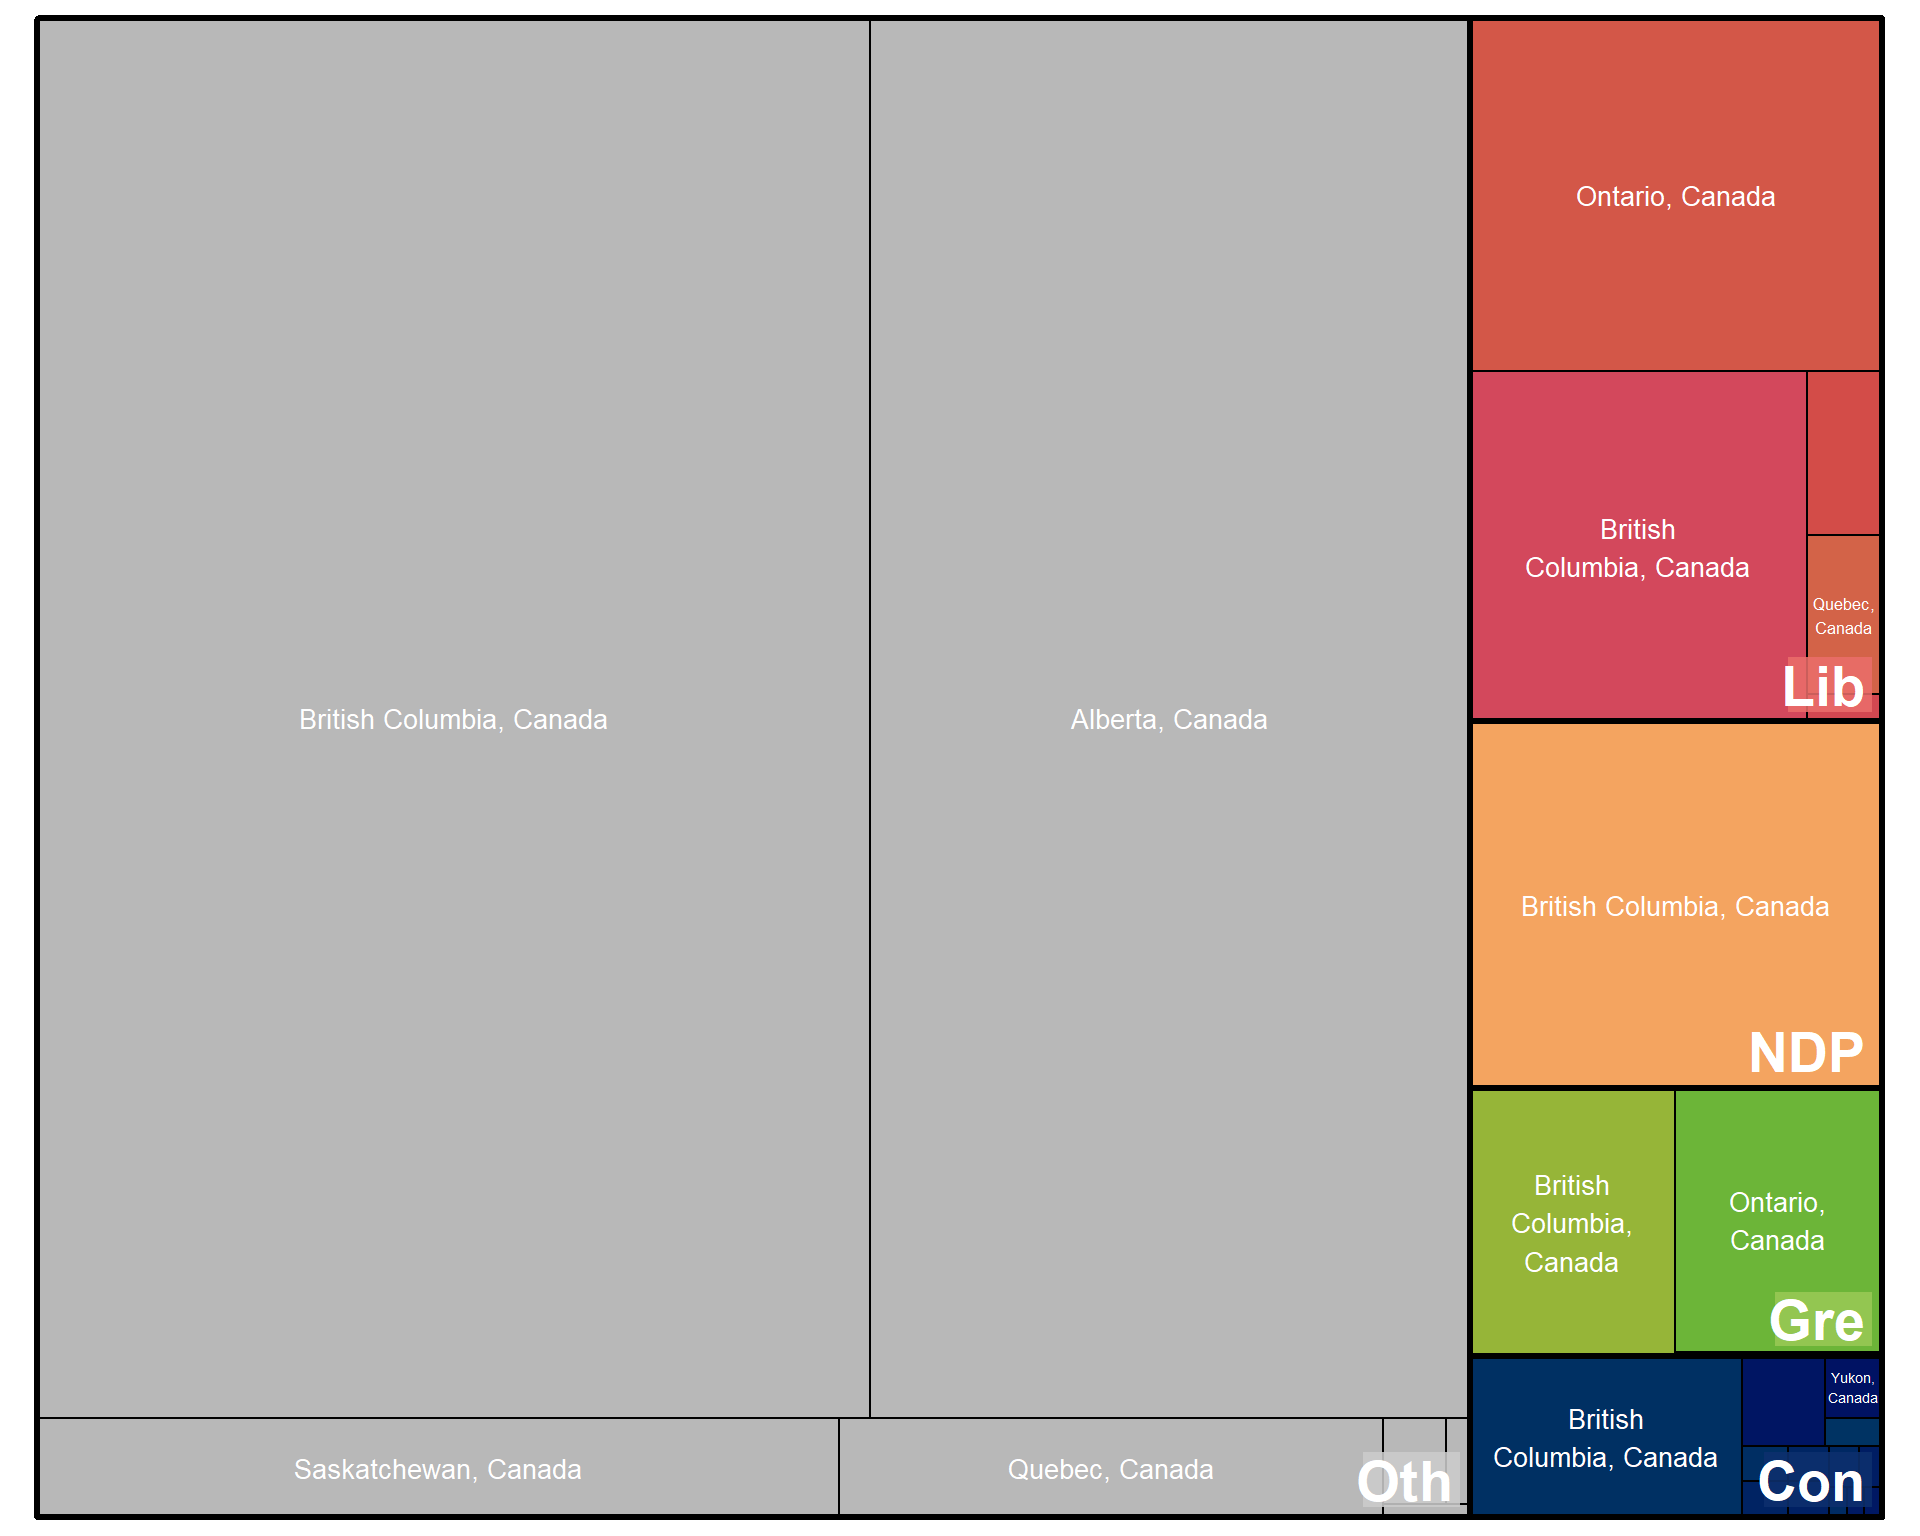 British Columbia, Canada
Alberta, Canada
Saskatchewan, Canada
Quebec, Canada
Oth
Ontario, Canada
British
Columbia, Canada
Quebec,
Canada
Lib
British Columbia, Canada
NDP
British
Columbia,
Canada
Ontario,
Canada
Gre
British
Columbia, Canada
Yukon,
Canada
Con